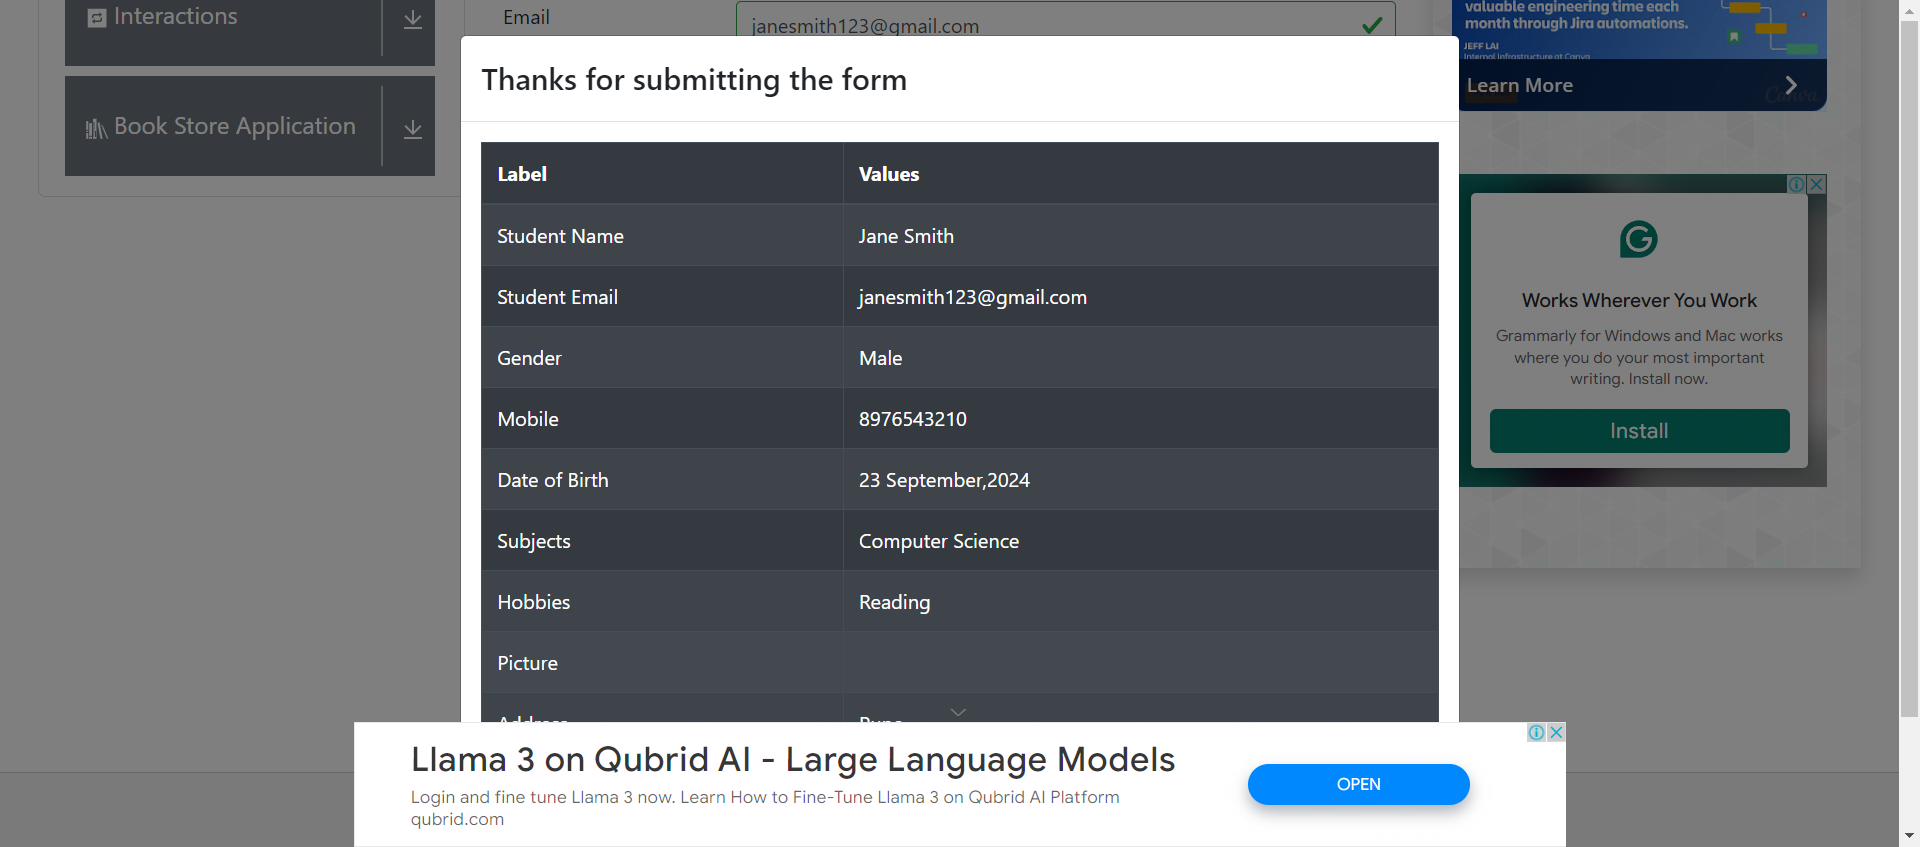 Interactions
Book Store Application
Email
janesmith123@gmail.com
Thanks for submitting the form
Label Values
Student Name Jane Smith
Student Email janesmith123@gmail.com
Gender Male
Mobile 8976543210
Date of Birth 23 September,2024
Subjects Computer Science
Hobbies Reading
Picture
valuable engineering time each
month through Jira automations.
JEFF LAI
Internal Infrastructure at Canva
Learn More
Canva
Works Wherever You Work
Grammarly for Windows and Mac works
where you do your most important
writing. Install now.
Install
Llama 3 on Qubrid AI - Large Language Models
Login and fine tune Llama 3 now. Learn How to Fine-Tune Llama 3 on Qubrid AI Platform
qubrid.com
OPEN